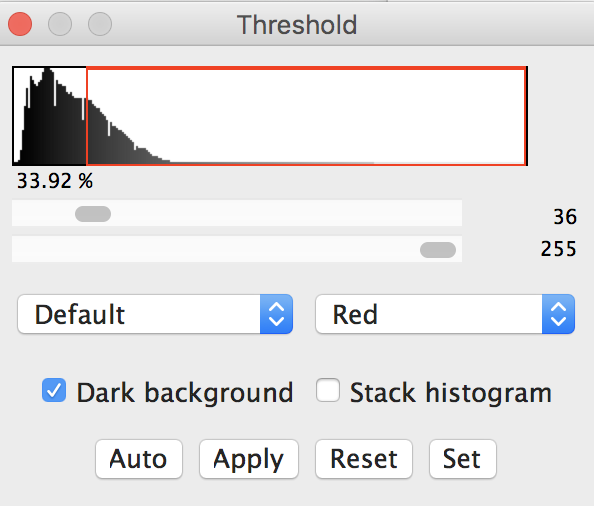 Threshold
33.92 %
36
255
Default
Red
Dark background
Stack histogram
Auto
Apply
Reset
Set